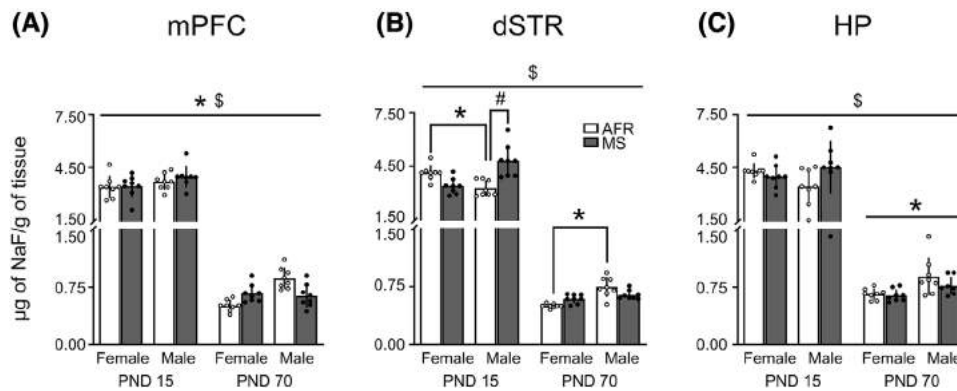 (A) mPFC
(B) dSTR
(C) HP
µg of NaF/g of tissue
* $
7.50
4.50
1.50
1.50
0.75
0.00
Female Male Female Male
PND 15 PND 70
$
* #
*
AFR
MS
7.50
4.50
1.50
1.50
0.75
0.00
Female Male Female Male
PND 15 PND 70
$
*
7.50
4.50
1.50
1.50
0.75
0.00
Female Male Female Male
PND 15 PND 70